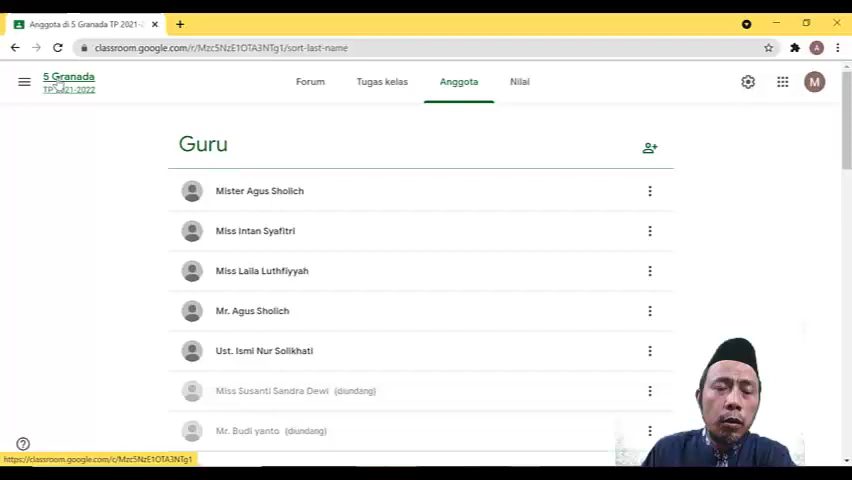 Anggota di 5 Granada TP 2021-2
classroom.google.com/r/Mzc5NzE1OTA3NTg1/sort-last-name
A
5 Granada
TP 2021-2022
Forum
Tugas kelas
Anggota
Nilai
M
Guru
Mister Agus Sholich
Miss Intan Syafitri
Miss Laila Luthfiyyah
Mr. Agus Sholich
Ust. Ismi Nur Solikhati
Miss Susanti Sandra Dewi (diundang)
Mr. Budi yanto (diundang)
https://classroom.google.com/c/Mzc5NzE1OTA3NTg1